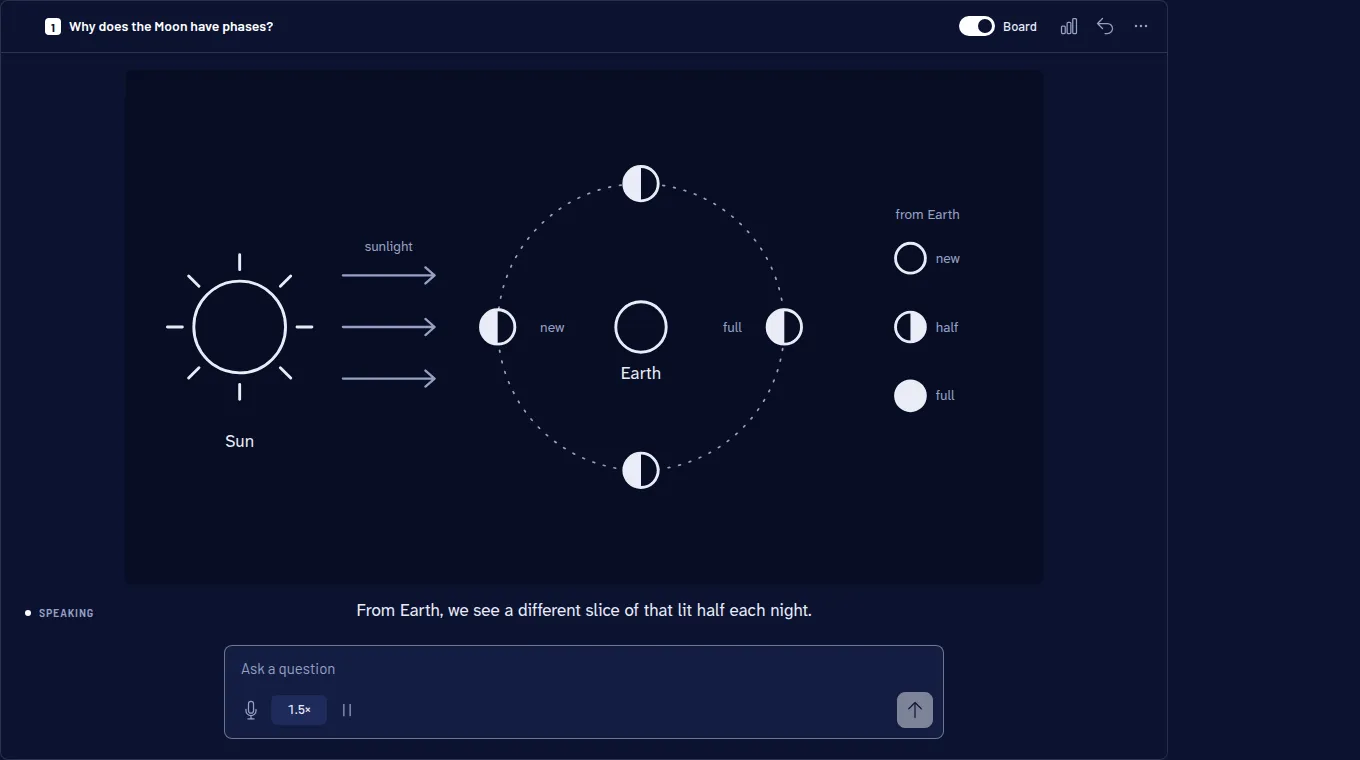 1 Why does the Moon have phases?
Board
sunlight
from Earth
new
new
full
half
Earth
full
Sun
SPEAKING
From Earth, we see a different slice of that lit half each night.
Ask a question
1.5×